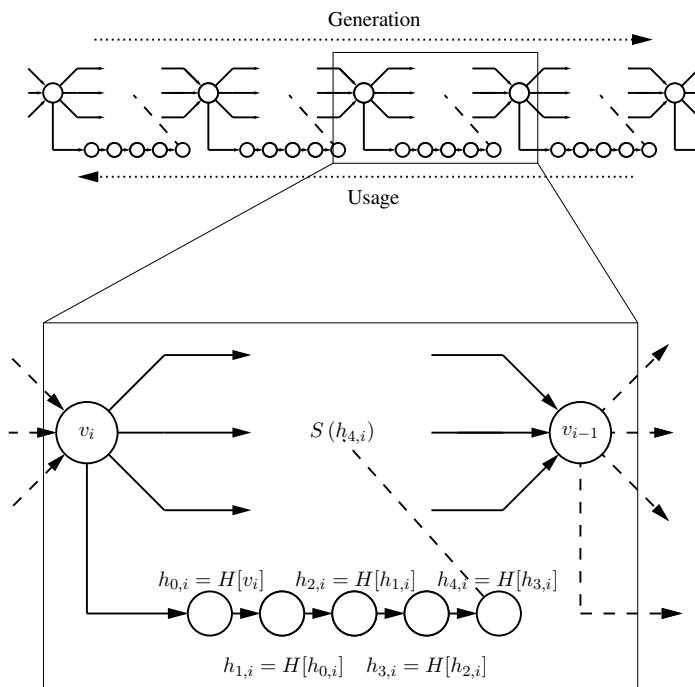 Generation
Usage
v_i
S (h_{4,i})
v_{i−1}
h_{0,i} = H[v_i]
h_{2,i} = H[h_{1,i}]
h_{4,i} = H[h_{3,i}]
h_{1,i} = H[h_{0,i}]
h_{3,i} = H[h_{2,i}]